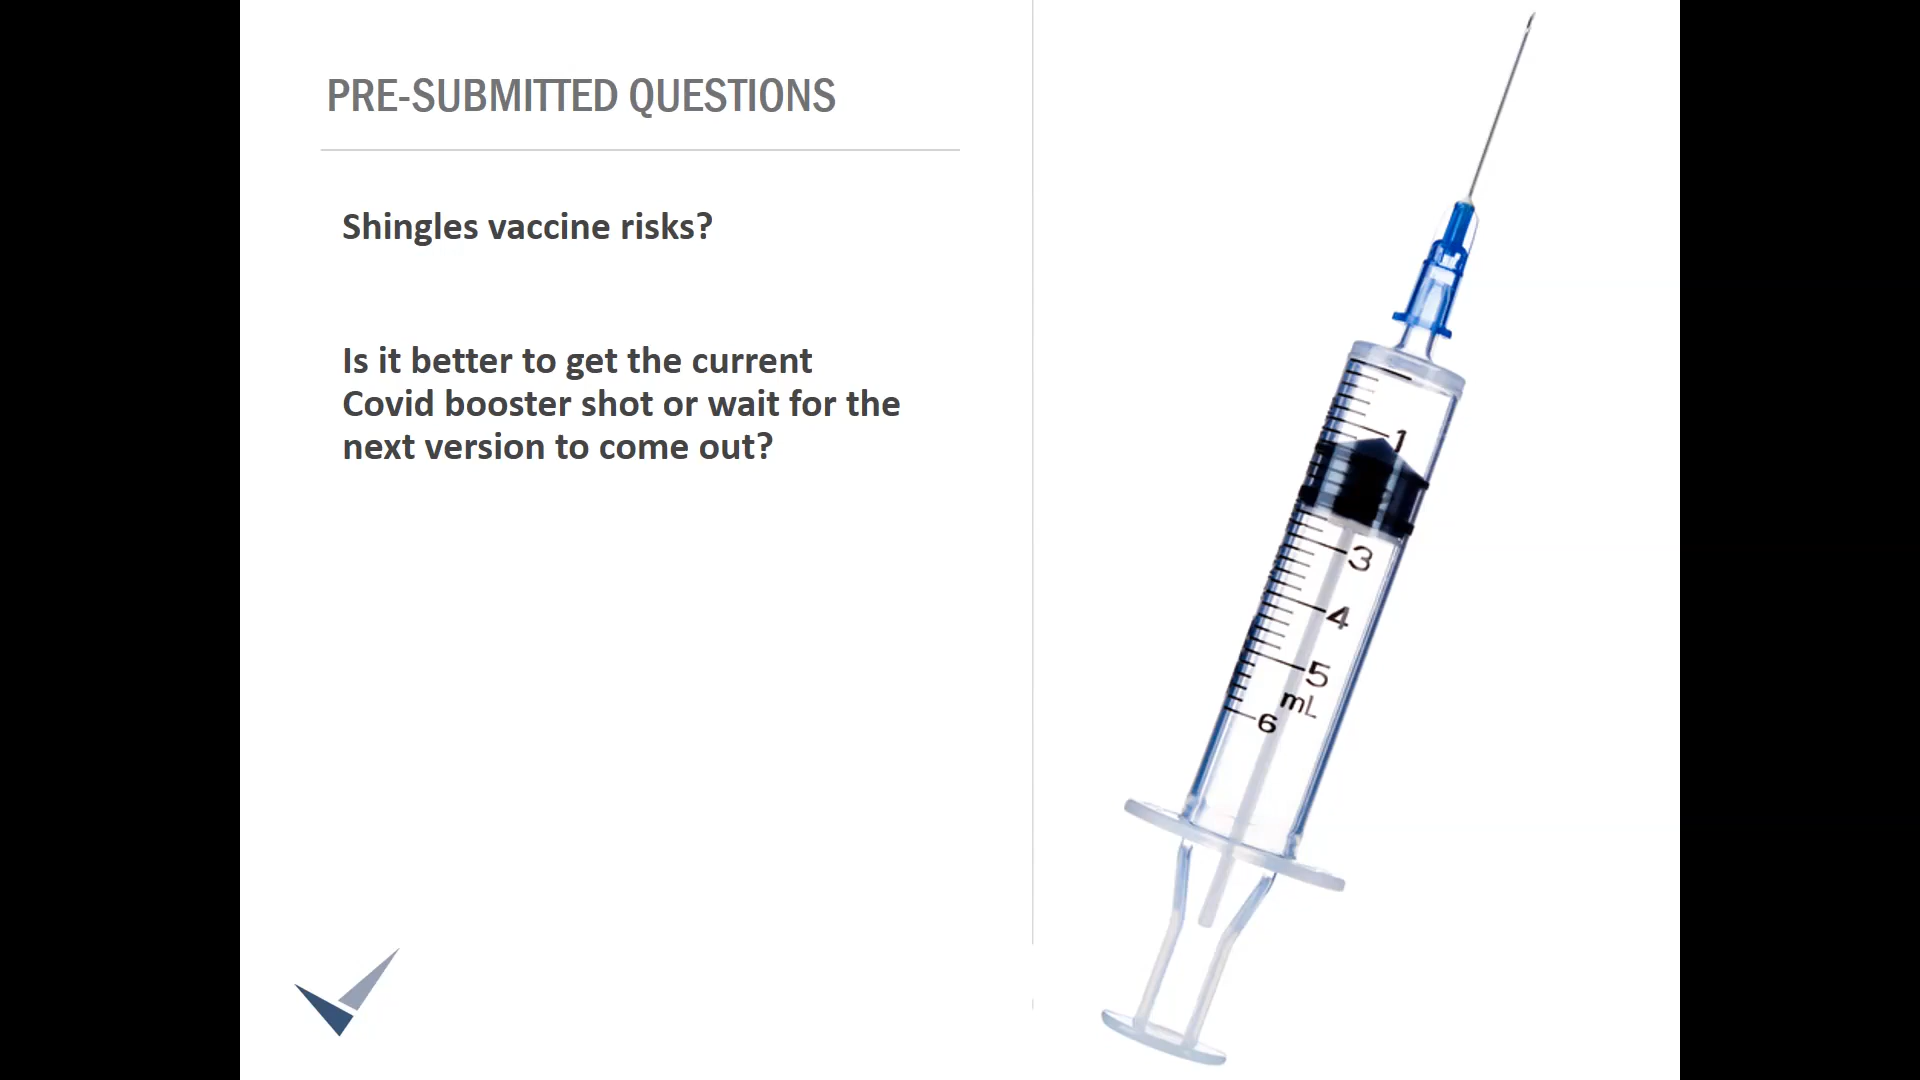 PRE-SUBMITTED QUESTIONS
Shingles vaccine risks?
Is it better to get the current
Covid booster shot or wait for the
next version to come out?
1
3
4
5
mL
6